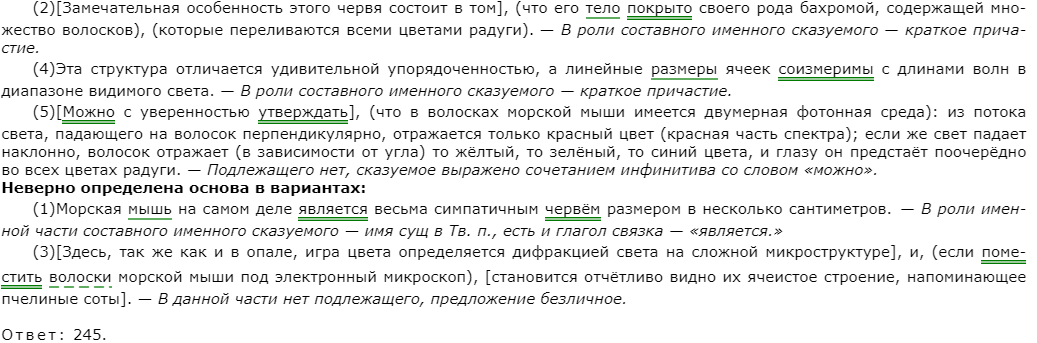 (2)[Замечательная особенность этого червя состоит в том], (что его тело покрыто своего рода бахромой, содержащей мно-
жество волосков), (которые переливаются всеми цветами радуги). — В роли составного именного сказуемого — краткое прича-
стие.
(4)Эта структура отличается удивительной упорядоченностью, а линейные размеры ячеек соизмеримы с длинами волн в
диапазоне видимого света. — В роли составного именного сказуемого — краткое причастие.
(5)[Можно с уверенностью утверждать], (что в волосках морской мыши имеется двумерная фотонная среда): из потока
света, падающего на волосок перпендикулярно, отражается только красный цвет (красная часть спектра); если же свет падает
наклонно, волосок отражает (в зависимости от угла) то жёлтый, то зелёный, то синий цвета, и глазу он предстаёт поочерёдно
во всех цветах радуги. — Подлежащего нет, сказуемое выражено сочетанием инфинитива со словом «можно».
Неверно определена основа в вариантах:
(1)Морская мышь на самом деле является весьма симпатичным червём размером в несколько сантиметров. — В роли имен-
ной части составного именного сказуемого — имя сущ в Тв. п., есть и глагол связка — «является.»
(3)[Здесь, так же как и в опале, игра цвета определяется дифракцией света на сложной микроструктуре], и, (если поме-
стить волоски морской мыши под электронный микроскоп), [становится отчётливо видно их ячеистое строение, напоминающее
пчелиные соты]. — В данной части нет подлежащего, предложение безличное.
Ответ: 245.